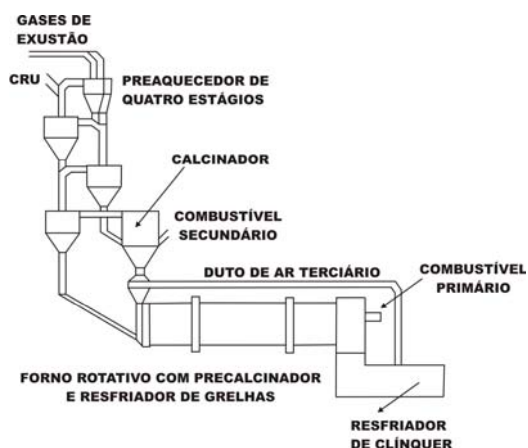 GASES DE
EXUSTÃO
CRU
PREAQUECEDOR DE
QUATRO ESTÁGIOS
CALCINADOR
COMBUSTÍVEL
SECUNDÁRIO
DUTO DE AR TERCIÁRIO
COMBUSTÍVEL
PRIMÁRIO
FORNO ROTATIVO COM PRECALCINADOR
E RESFRIADOR DE GRELHAS
RESFRIADOR
DE CLÍNQUER